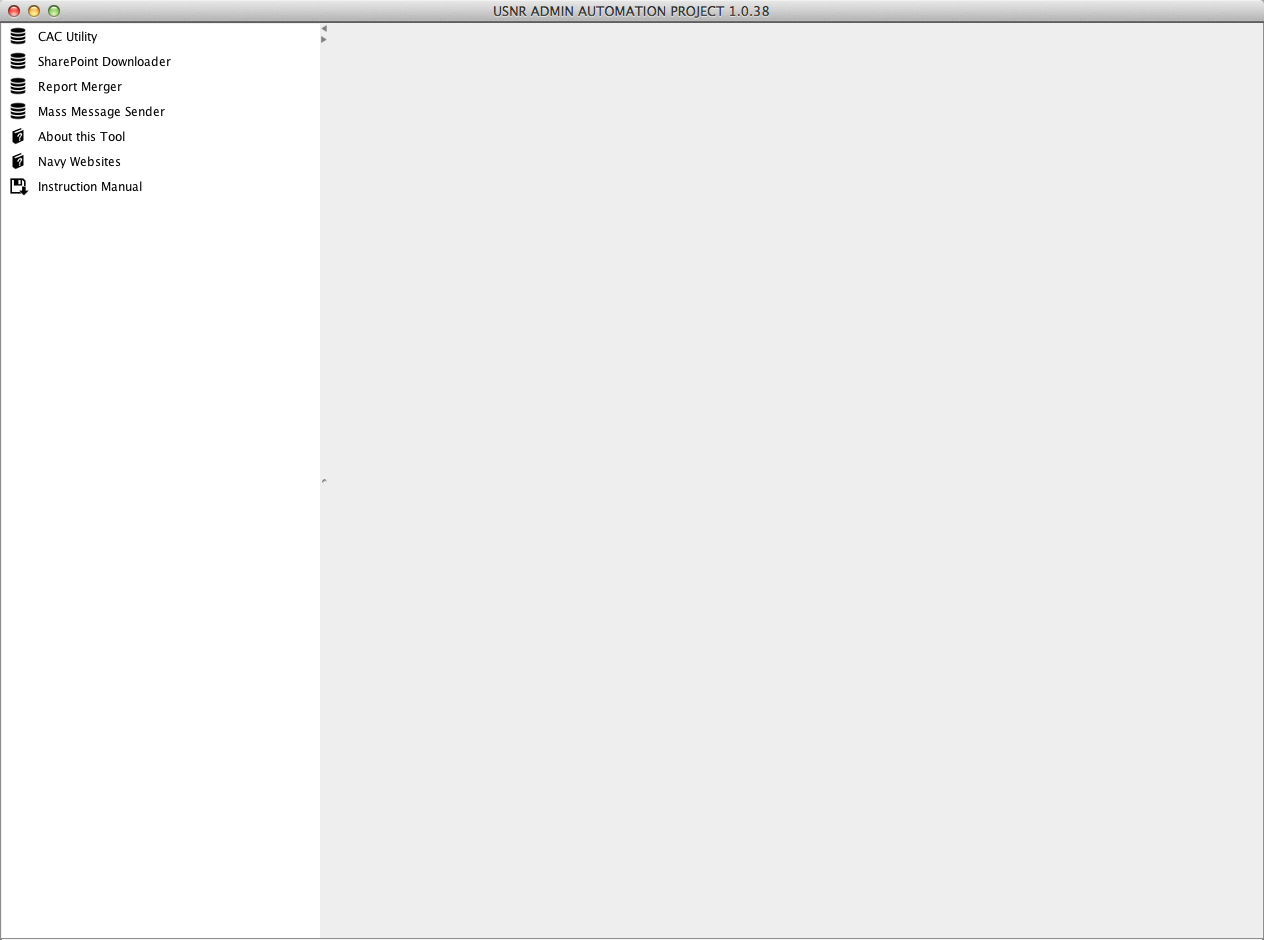 USNR ADMIN AUTOMATION PROJECT 1.0.38
CAC Utility
SharePoint Downloader
Report Merger
Mass Message Sender
About this Tool
Navy Websites
Instruction Manual